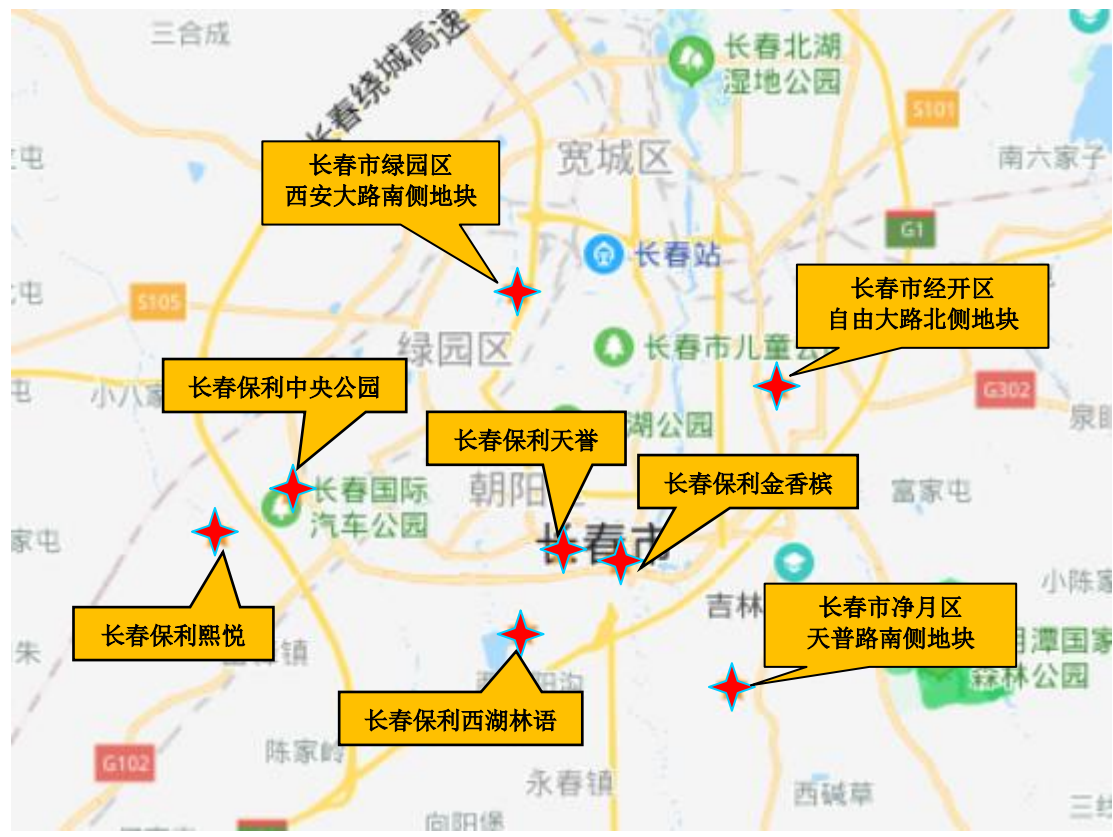 三合成
长春绕城高速
长春北湖
湿地公园
S101
宽城区
南六家子
长春市绿园区
西安大路南侧地块
G1
长春站
S105
长春市经开区
自由大路北侧地块
绿园区
长春市儿童公
G302
小八家
长春保利中央公园
长春保利天誉
湖公园
长春保利金香槟
朝阳区
长春国际
汽车公园
富家屯
家屯
长春市
小陈家
吉林
长春市净月区
天普路南侧地块
长春保利熙悦
朱
镇
月潭国家
森林公园
长春保利西湖林语
陈家岭
G102
永春镇
西碱草
向阳堡